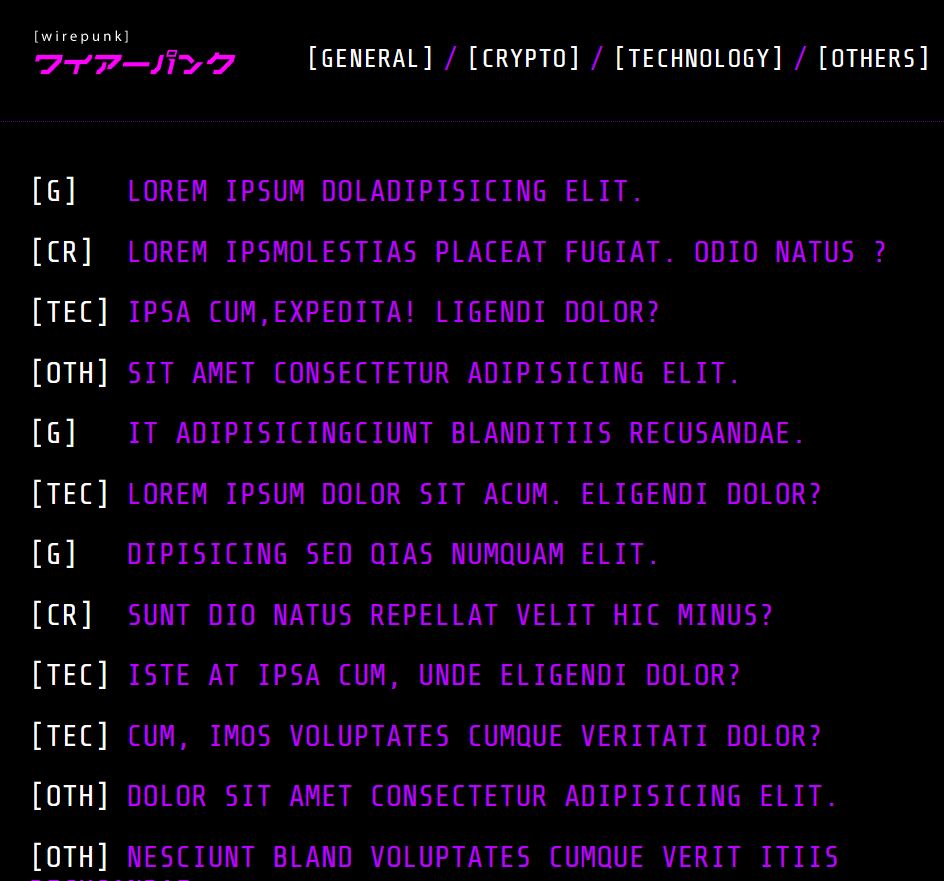 [wirepunk]
ワイアーパンク
[GENERAL] / [CRYPTO] / [TECHNOLOGY] / [OTHERS]
[G] LOREM IPSUM DOLADIPISICING ELIT.
[CR] LOREM IPSMOLESTIAS PLACEAT FUGIAT. ODIO NATUS ?
[TEC] IPSA CUM,EXPEDITA! LIGENDI DOLOR?
[OTH] SIT AMET CONSECTETUR ADIPISICING ELIT.
[G] IT ADIPISICINGCIUNT BLANDITIIS RECUSANDAE.
[TEC] LOREM IPSUM DOLOR SIT ACUM. ELIGENDI DOLOR?
[G] DIPISICING SED QIAS NUMQUAM ELIT.
[CR] SUNT DIO NATUS REPELLAT VELIT HIC MINUS?
[TEC] ISTE AT IPSA CUM, UNDE ELIGENDI DOLOR?
[TEC] CUM, IMOS VOLUPTATES CUMQUE VERITATI DOLOR?
[OTH] DOLOR SIT AMET CONSECTETUR ADIPISICING ELIT.
[OTH] NESCIUNT BLAND VOLUPTATES CUMQUE VERIT ITIIS